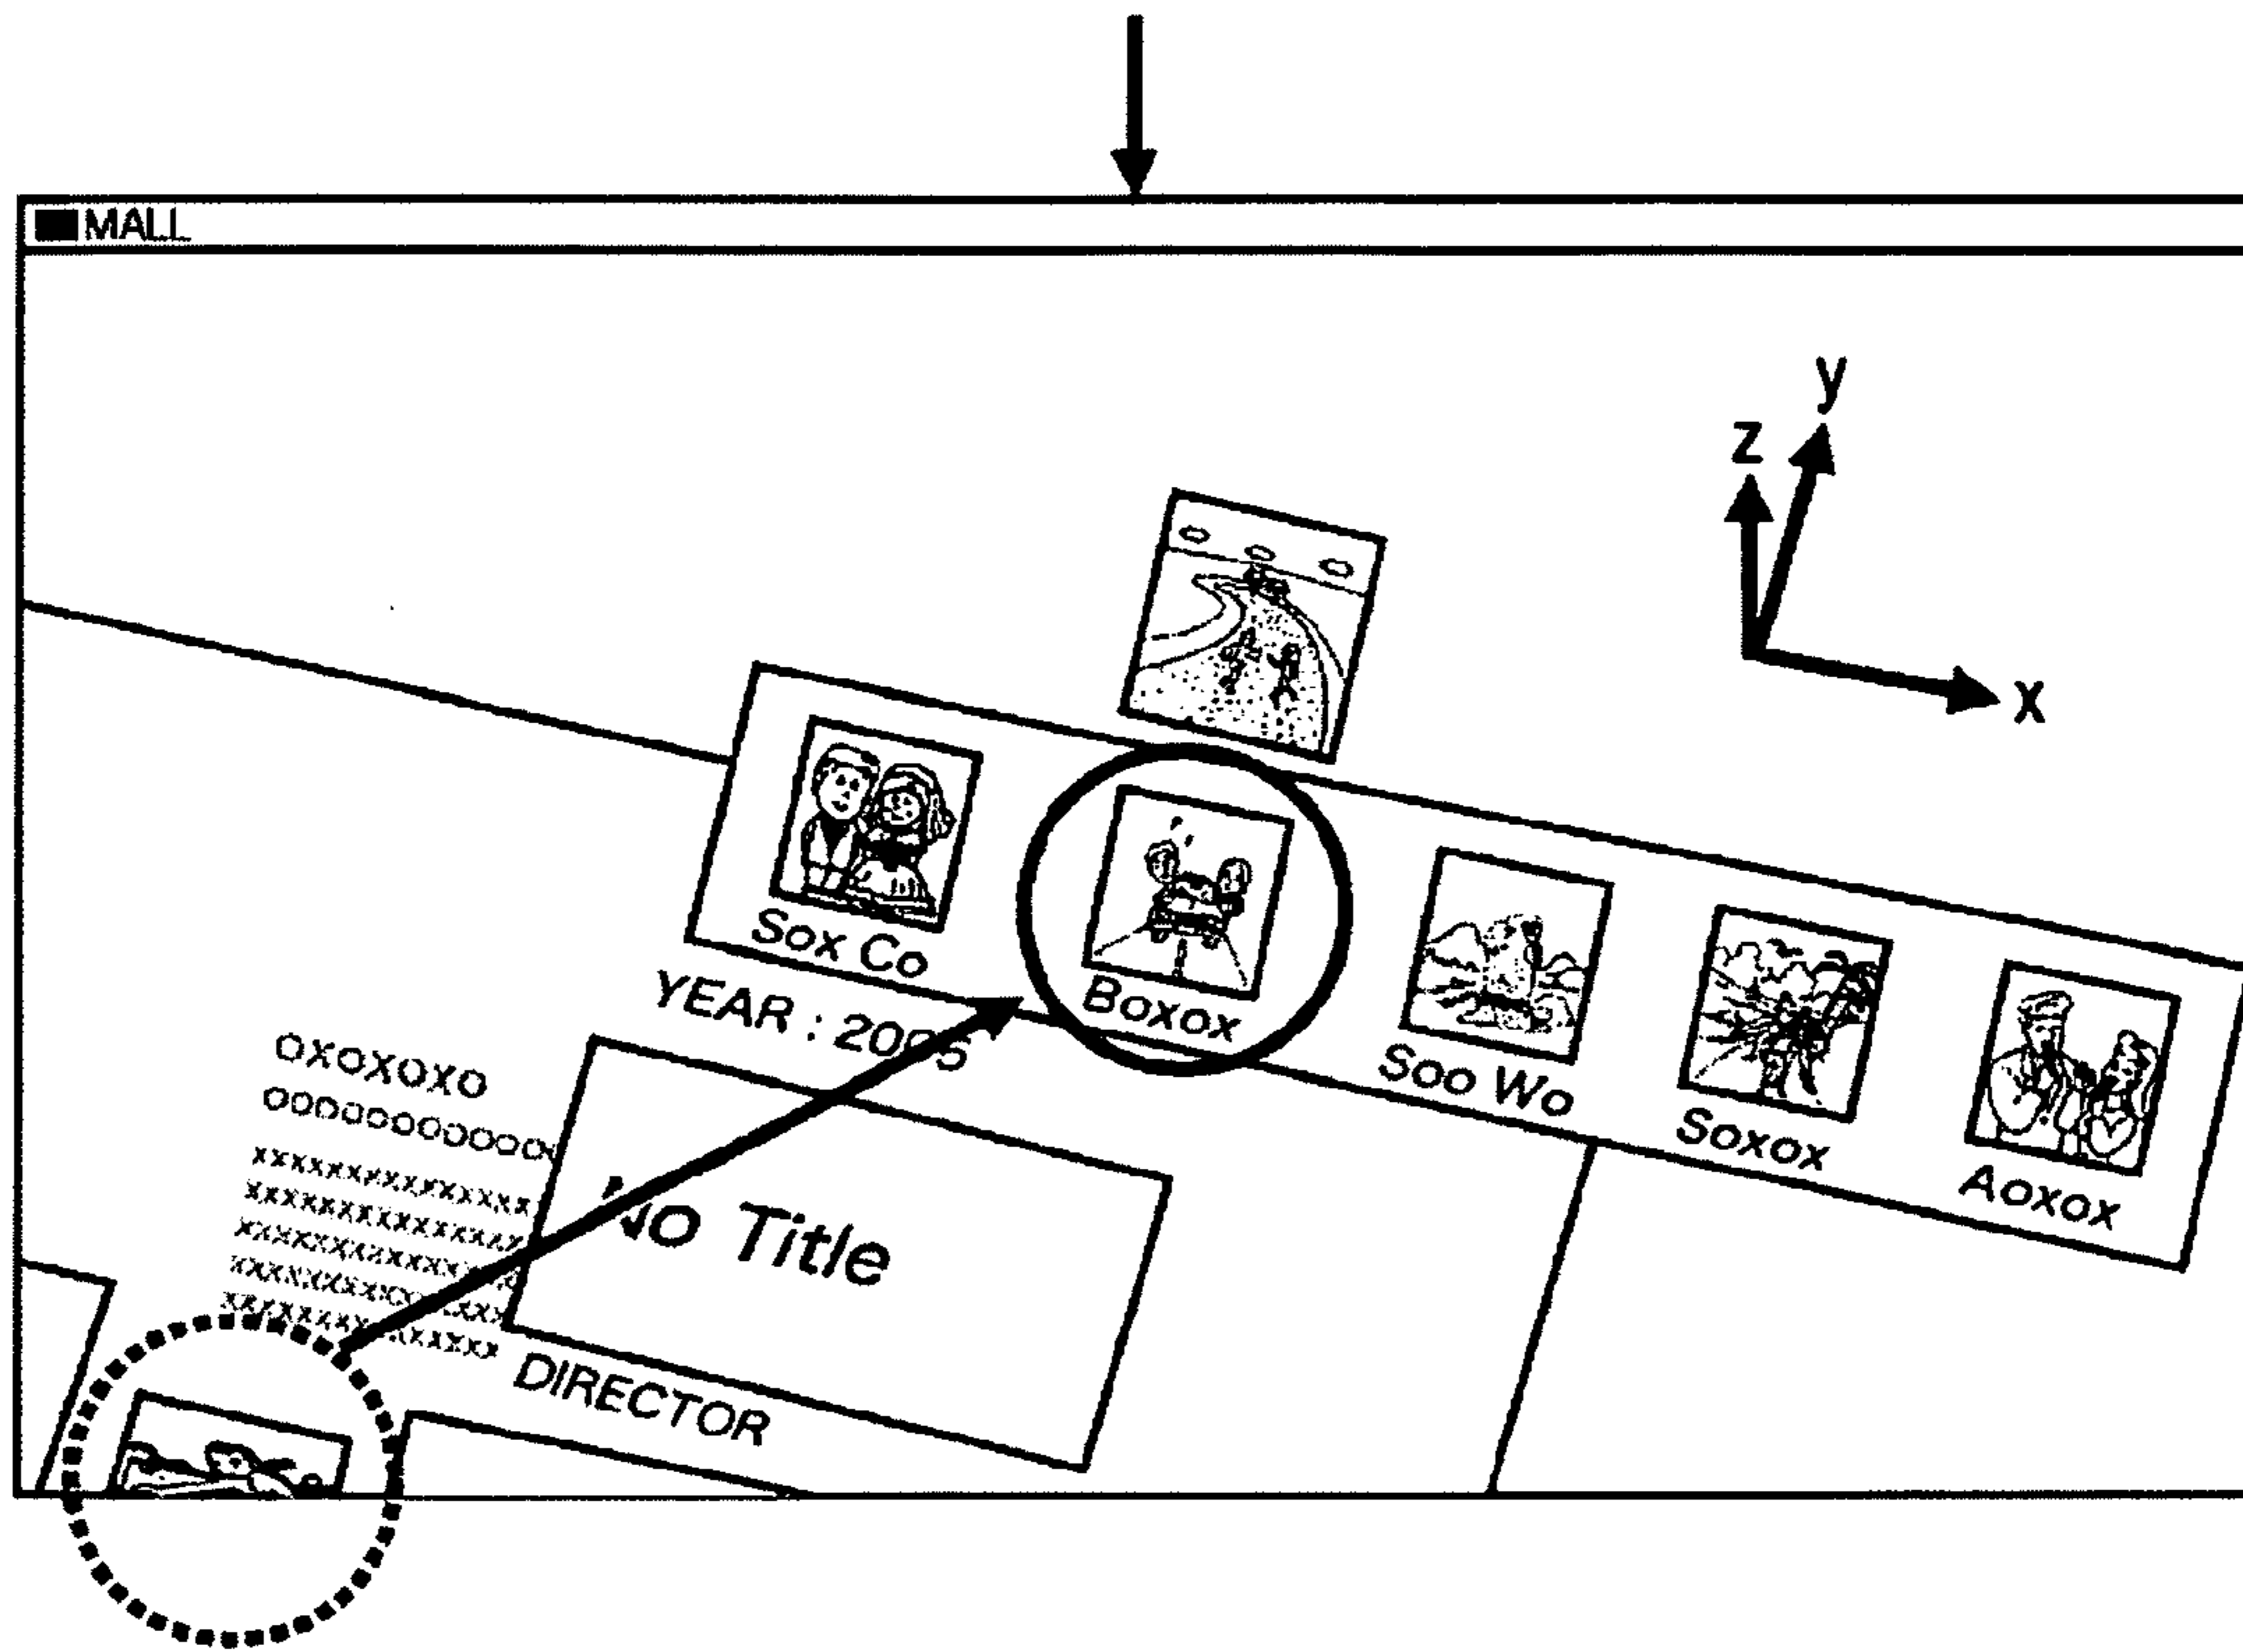 MALL
y
z
x
Sox Co
Boxox
Soo Wo
Soxox
Aoxox
YEAR : 2005
OXOXOXO
No Title
DIRECTOR